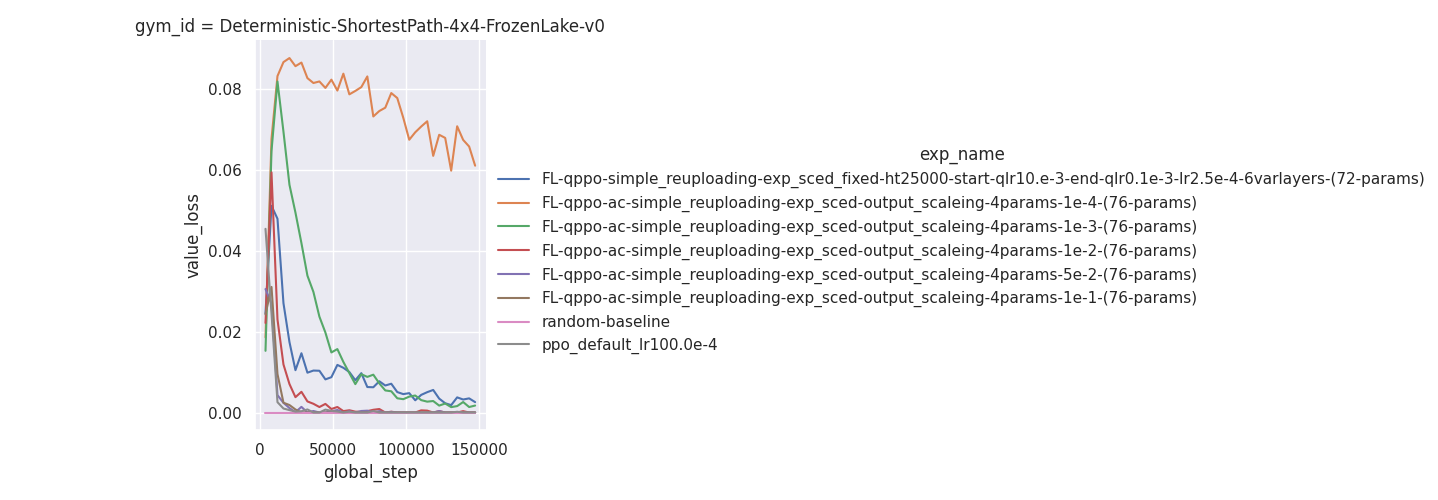 gym_id = Deterministic-ShortestPath-4x4-FrozenLake-v0
0.08
0.06
0.04
0.02
0.00
value_loss
0 50000 100000 150000
global_step
exp_name
FL-qppo-simple_reuploading-exp_sced_fixed-ht25000-start-qlr10.e-3-end-qlr0.1e-3-lr2.5e-4-6varlayers-(72-params)
FL-qppo-ac-simple_reuploading-exp_sced-output_scaleing-4params-1e-4-(76-params)
FL-qppo-ac-simple_reuploading-exp_sced-output_scaleing-4params-1e-3-(76-params)
FL-qppo-ac-simple_reuploading-exp_sced-output_scaleing-4params-1e-2-(76-params)
FL-qppo-ac-simple_reuploading-exp_sced-output_scaleing-4params-5e-2-(76-params)
FL-qppo-ac-simple_reuploading-exp_sced-output_scaleing-4params-1e-1-(76-params)
random-baseline
ppo_default_lr100.0e-4